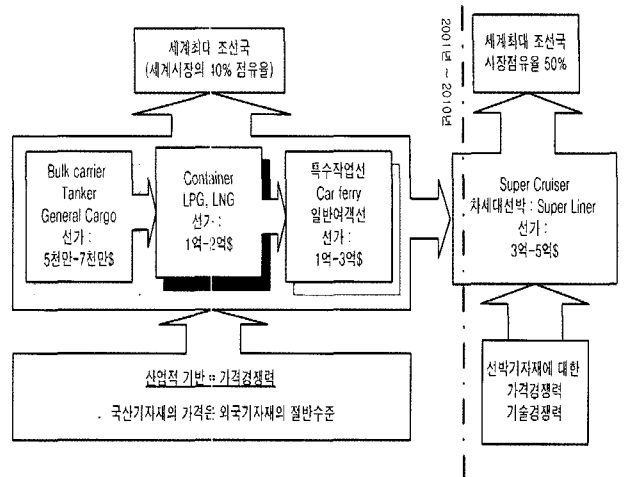 세계최대 조선국
(세계시장의 40% 점유율)
2001년 ~ 2010년
세계최대 조선국
시장점유율 50%
Bulk carrier
Tanker
General Cargo
선가 :
5천만-7천만$
Container
LPG, LNG
선가 :
1억-2억$
특수작업선
Car ferry
일반여객선
선가 :
1억-3억$
Super Cruiser
차세대선박 : Super Liner
선가 :
3억-5억$
산업적 기반 = 가격경쟁력
. 국산기자재의 가격은 외국기자재의 절반수준
선박기자재에 대한
가격경쟁력
기술경쟁력